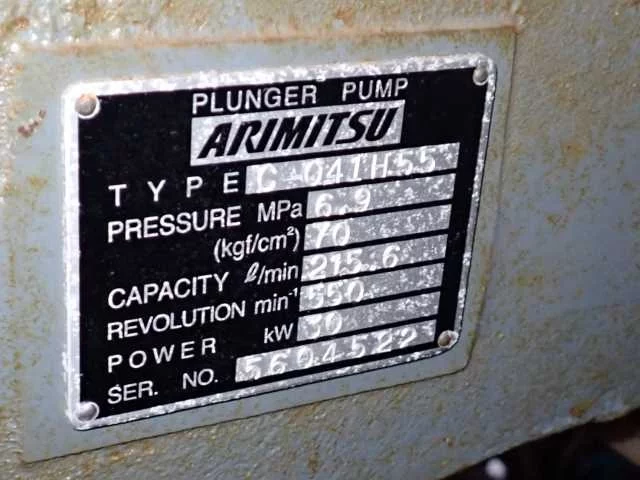 PLUNGER PUMP
ARIMITSU
TYPE C-041H55
PRESSURE MPa 6.9
(kgf/cm²) 70
CAPACITY ℓ/min 215.6
REVOLUTION min⁻¹ 550
POWER kW 30
SER. NO. 5604522